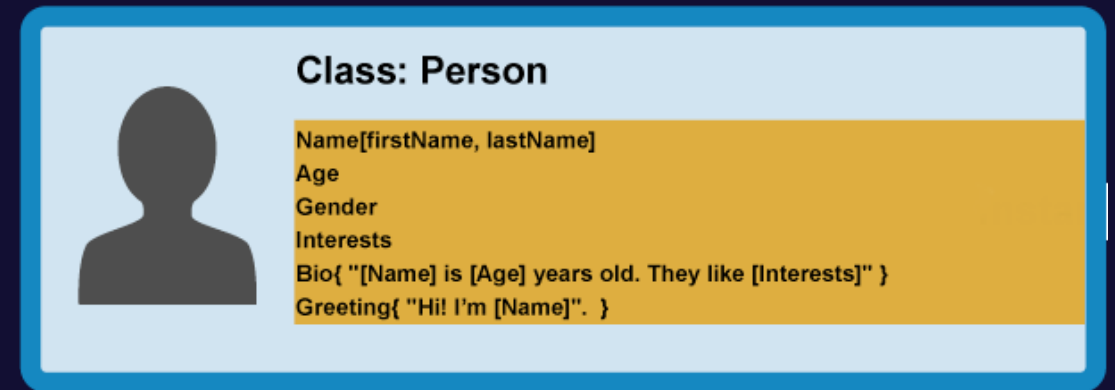 Class: Person
Name[firstName, lastName]
Age
Gender
Interests
Bio{ "[Name] is [Age] years old. They like [Interests]" }
Greeting{ "Hi! I’m [Name]".  }